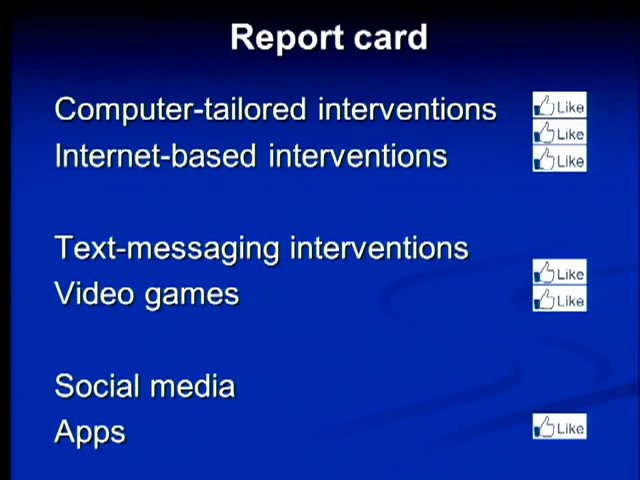 Report card
Computer-tailored interventions
Like
Like
Internet-based interventions
Like
Text-messaging interventions
Like
Video games
Like
Social media
Apps
Like